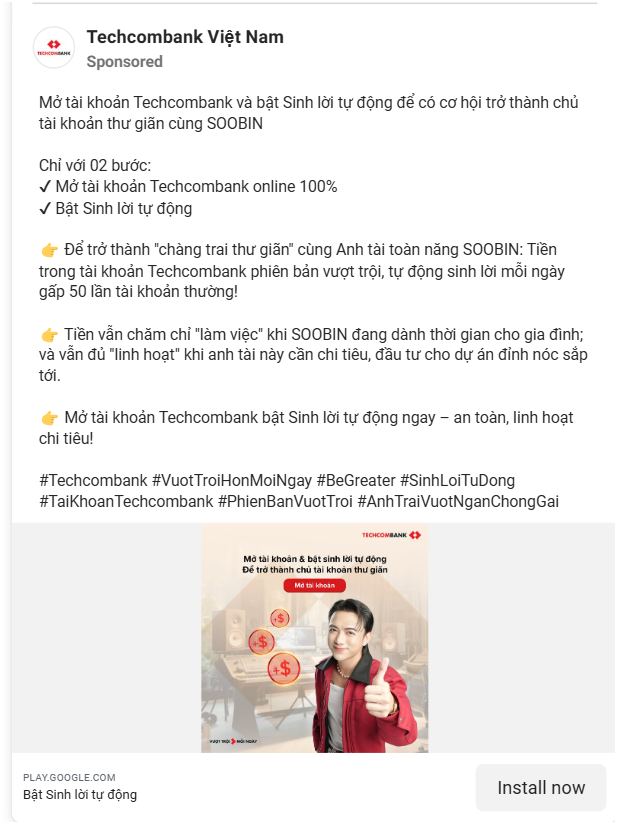 Techcombank Việt Nam
TECHCOMBANK
Sponsored
Mở tài khoản Techcombank và bật Sinh lời tự động để có cơ hội trở thành chủ
tài khoản thư giãn cùng SOOBIN
Chỉ với 02 bước:
✔ Mở tài khoản Techcombank online 100%
✔ Bật Sinh lời tự động
👉 Để trở thành "chàng trai thư giãn" cùng Anh tài toàn năng SOOBIN: Tiền
trong tài khoản Techcombank phiên bản vượt trội, tự động sinh lời mỗi ngày
gấp 50 lần tài khoản thường!
👉 Tiền vẫn chăm chỉ "làm việc" khi SOOBIN đang dành thời gian cho gia đình;
và vẫn đủ "linh hoạt" khi anh tài này cần chi tiêu, đầu tư cho dự án đỉnh nóc sắp
tới.
👉 Mở tài khoản Techcombank bật Sinh lời tự động ngay – an toàn, linh hoạt
chi tiêu!
#Techcombank #VuotTroiHonMoiNgay #BeGreater #SinhLoiTuDong
#TaiKhoanTechcombank #PhienBanVuotTroi #AnhTraiVuotNganChongGai
TECHCOMBANK
Mở tài khoản & bật sinh lời tự động
Để trở thành chủ tài khoản thư giãn
Mở tài khoản
+$
+$
+$
VƯỢT TRỘI MỖI NGÀY
PLAY.GOOGLE.COM
Bật Sinh lời tự động
Install now